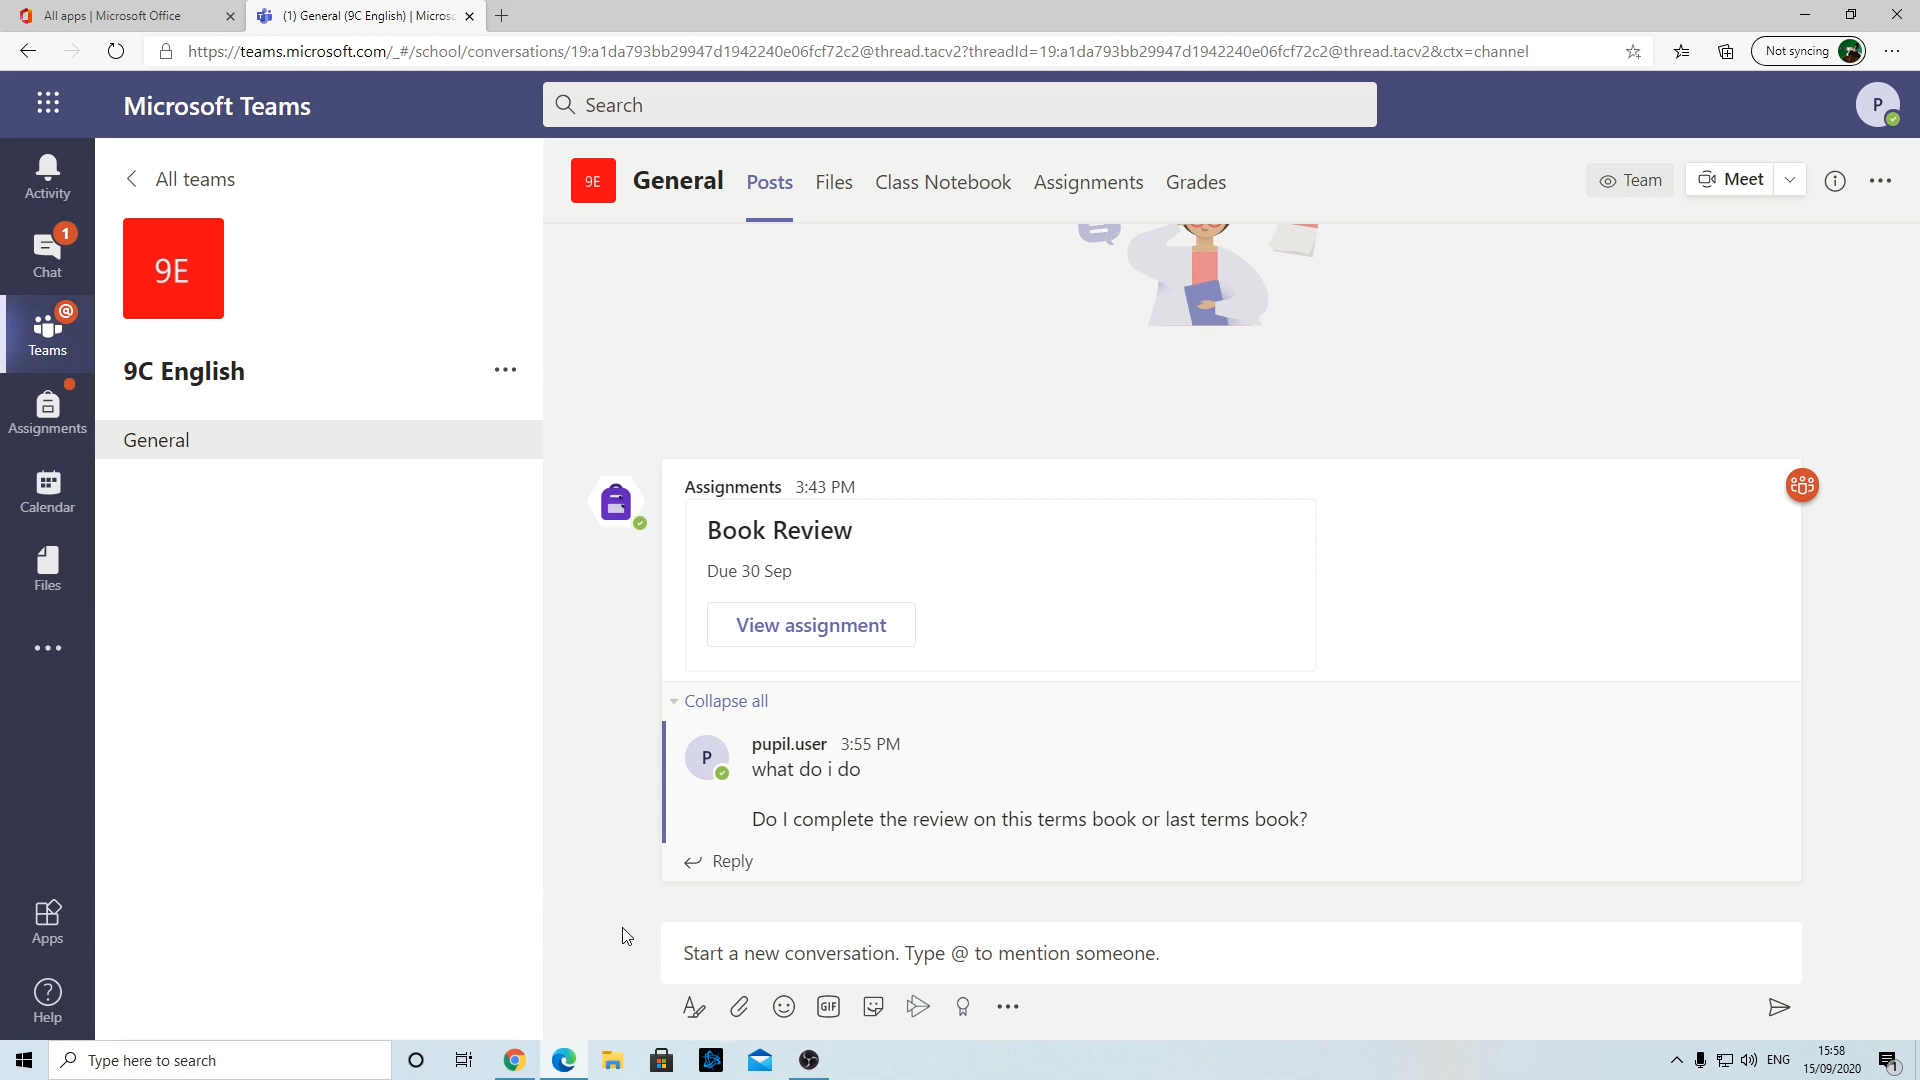 All apps | Microsoft Office
(1) General (9C English) | Microsc
https://teams.microsoft.com/_#/school/conversations/19:a1da793bb29947d1942240e06fcf72c2@thread.tacv2?threadId=19:a1da793bb29947d1942240e06fcf72c2@thread.tacv2&ctx=channel
Not syncing
Microsoft Teams
Search
P
Activity
1
Chat
@
Teams
Assignments
Calendar
Files
Apps
Help
All teams
9E
9C English
General
9E
General
Posts
Files
Class Notebook
Assignments
Grades
Team
Meet
Assignments 3:43 PM
Book Review
Due 30 Sep
View assignment
Collapse all
P
pupil.user 3:55 PM
what do i do
Do I complete the review on this terms book or last terms book?
Reply
Start a new conversation. Type @ to mention someone.
GIF
Type here to search
ENG
15:58
15/09/2020
1